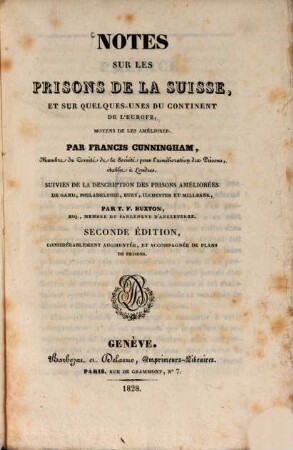 NOTES
SUR LES
PRISONS DE LA SUISSE,
ET SUR QUELQUES-UNES DU CONTINENT
DE L'EUROPE;
MOYENS DE LES AMÉLIORER.
PAR FRANCIS CUNNINGHAM,
Membre du Comité de la Société pour l'amélioration des Prisons,
établie à Londres.
SUIVIES DE LA DESCRIPTION DES PRISONS AMÉLIORÉES
DE GAND, PHILADELPHIE, BURY, ILCHESTER ET MILLBANK,
PAR T. F. BUXTON,
ESQ., MEMBRE DU PARLEMENT D'ANGLETERRE.
SECONDE ÉDITION,
CONSIDÉRABLEMENT AUGMENTÉE, ET ACCOMPAGNÉE DE PLANS
DE PRISONS.
GENÈVE.
Barbezat et Delarue, Imprimeurs-Libraires.
PARIS. RUE DE GRAMMONT, N° 7.
1828.